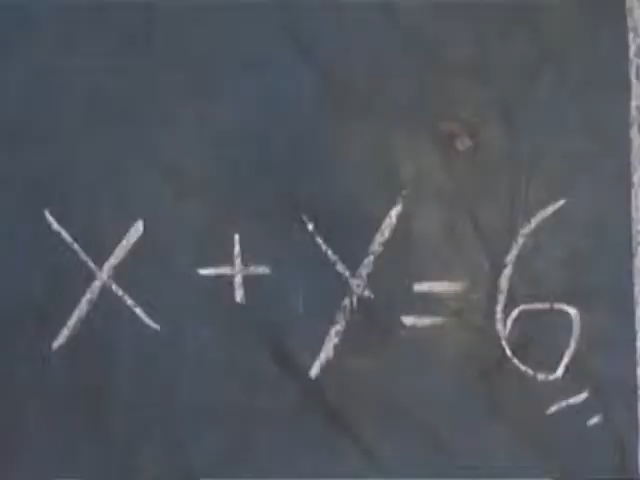 x + y = 6